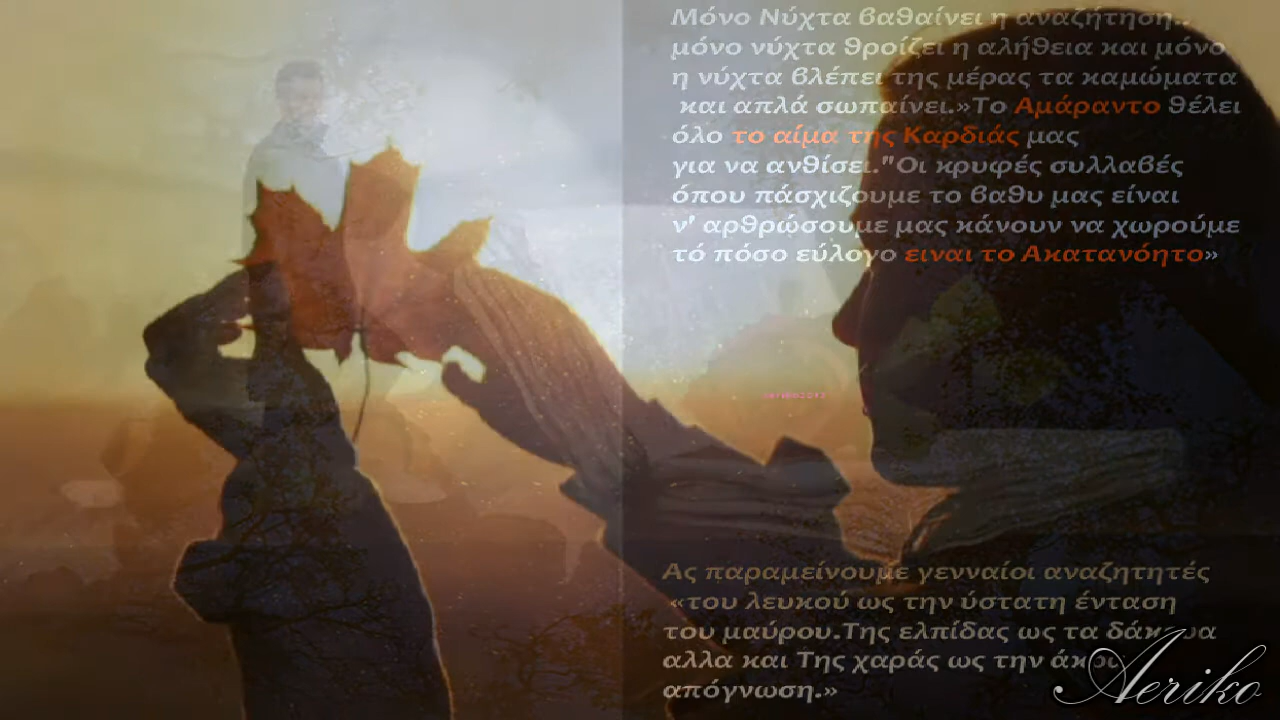 Μόνο Νύχτα βαθαίνει η αναζήτηση..
μόνο νύχτα θροίζει η αλήθεια και μόνο
η νύχτα βλέπει της μέρας τα καμώματα
και απλά σωπαίνει.»Το Αμάραντο θέλει
όλο το αίμα της Καρδιάς μας
για να ανθίσει."Οι κρυφές συλλαβές
όπου πάσχιζουμε το βαθυ μας είναι
ν' αρθρώσουμε μας κάνουν να χωρούμε
τό πόσο εύλογο ειναι το Ακατανόητο»
Ας παραμείνουμε γενναίοι αναζητητές
«του λευκού ως την ύστατη ένταση
του μαύρου.Της ελπίδας ως τα
αλλα και Της χαράς ως την
απόγνωση.»
Aeriko